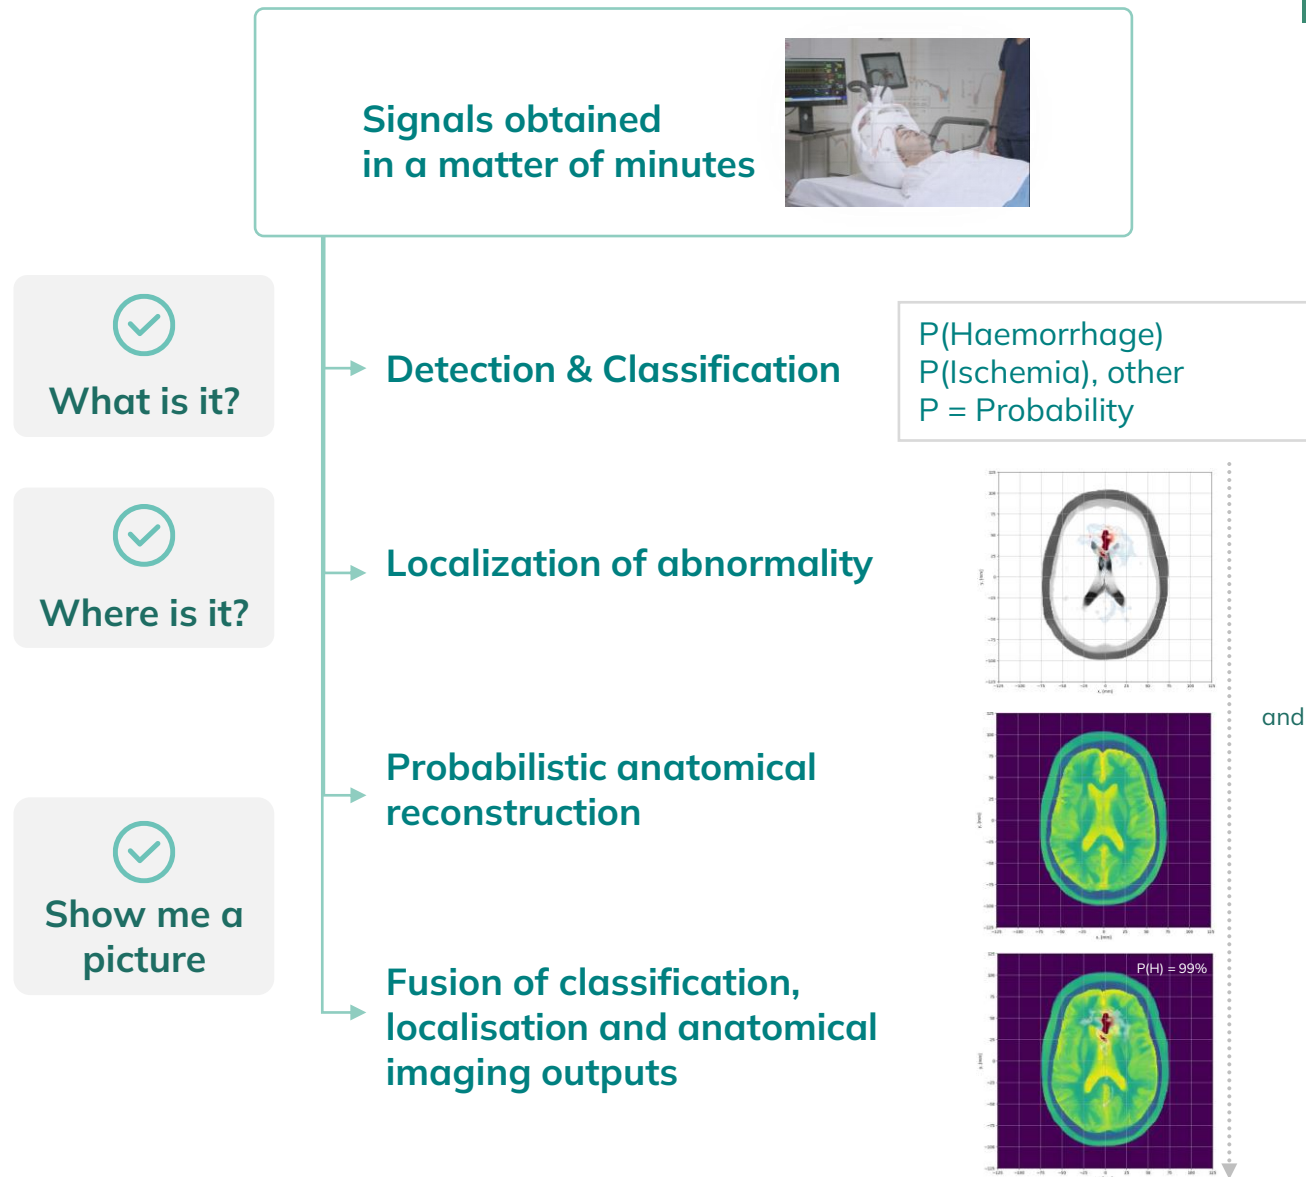 Signals obtained
in a matter of minutes
What is it?
Detection & Classification
P(Haemorrhage)
P(Ischemia), other
P = Probability
Where is it?
Localization of abnormality
and
Probabilistic anatomical
reconstruction
Show me a
picture
Fusion of classification,
localisation and anatomical
imaging outputs
P(H) = 99%